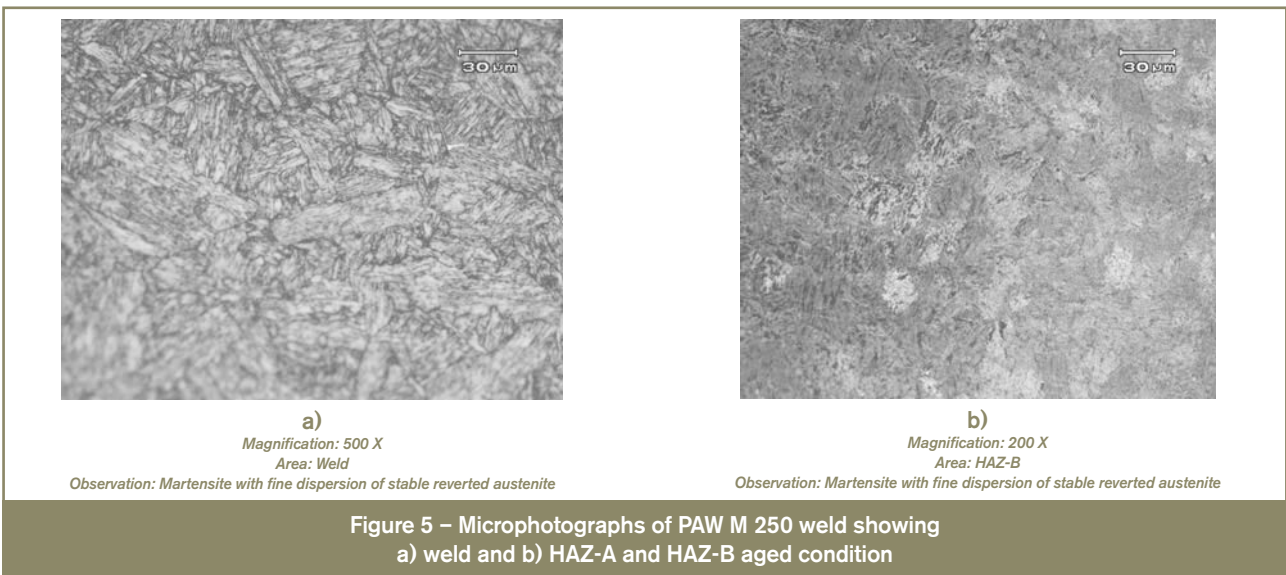 30 µm
30 µm
a)
Magnification: 500 X
Area: Weld
Observation: Martensite with fine dispersion of stable reverted austenite
b)
Magnification: 200 X
Area: HAZ-B
Observation: Martensite with fine dispersion of stable reverted austenite
Figure 5 – Microphotographs of PAW M 250 weld showing
a) weld and b) HAZ-A and HAZ-B aged condition